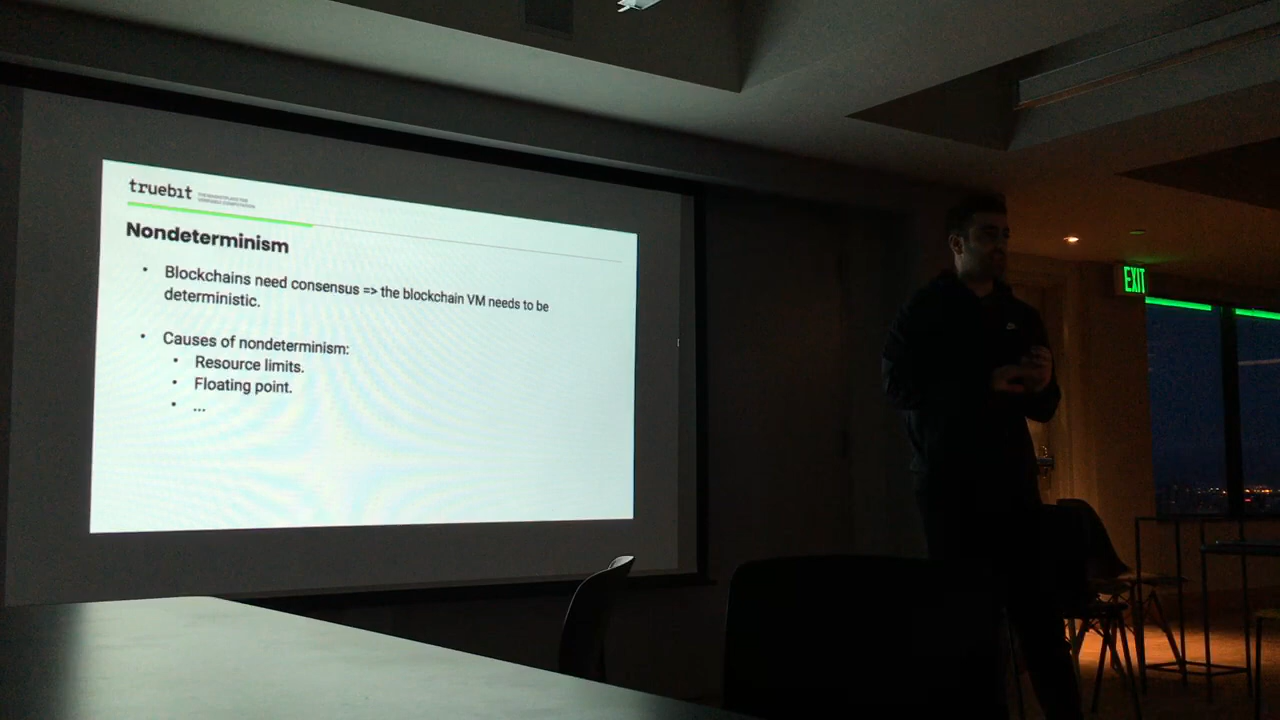 truebit
Nondeterminism
• Blockchains need consensus => the blockchain VM needs to be
deterministic.
• Causes of nondeterminism:
• Resource limits.
• Floating point.
• ...
EXIT